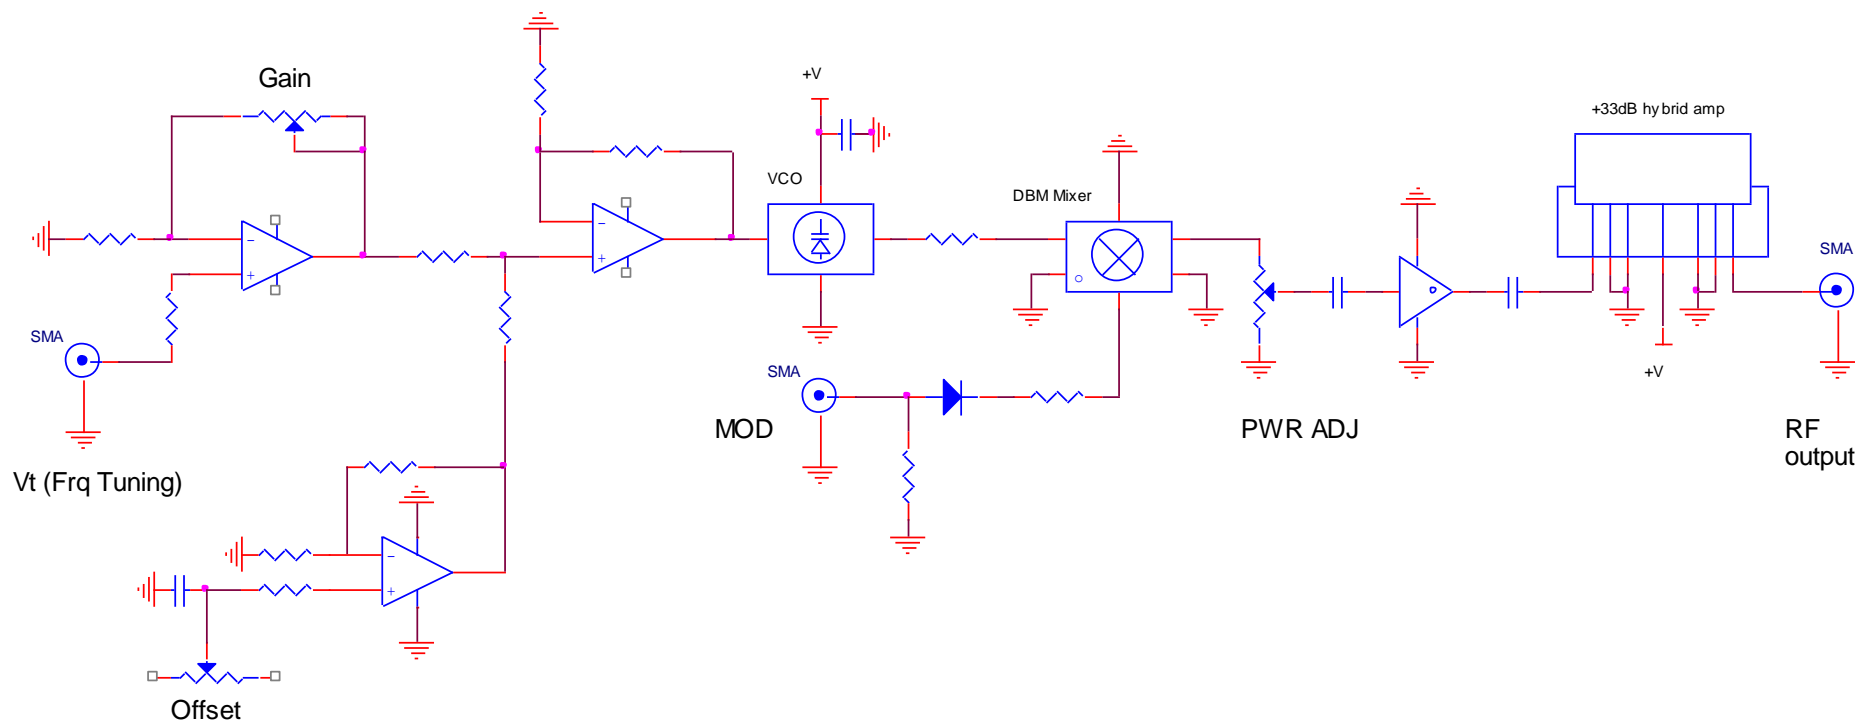 Gain
+V
+33dB hybrid amp
VCO
DBM Mixer
SMA
SMA
SMA
MOD
PWR ADJ
RF
output
Vt (Frq Tuning)
+V
Offset